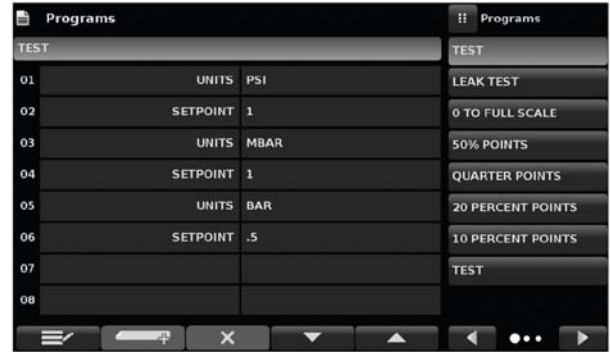 Programs
TEST
01 UNITS PSI
02 SETPOINT 1
03 UNITS MBAR
04 SETPOINT 1
05 UNITS BAR
06 SETPOINT .5
07
08
Programs
TEST
LEAK TEST
0 TO FULL SCALE
50% POINTS
QUARTER POINTS
20 PERCENT POINTS
10 PERCENT POINTS
TEST